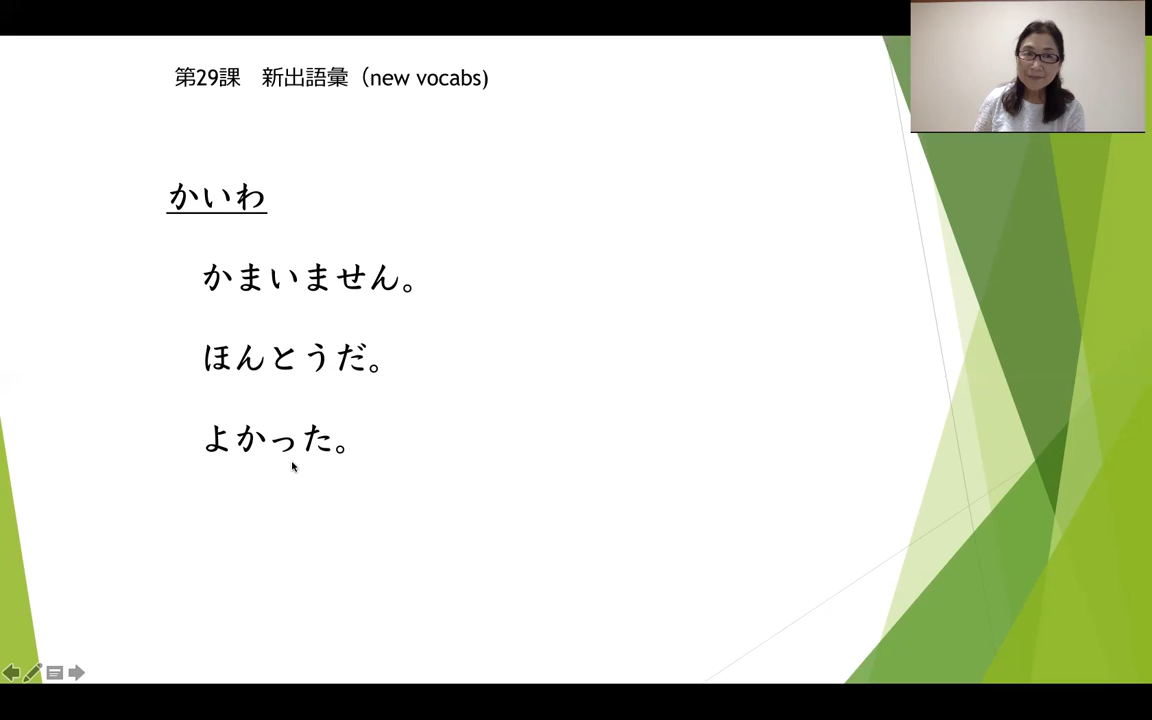 第29課　新出語彙（new vocabs)
かいわ
かまいません。
ほんとうだ。
よかった。